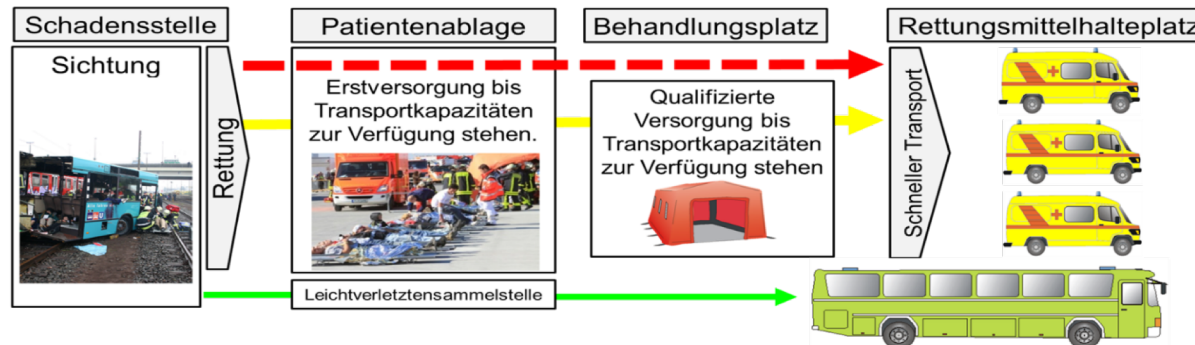 Schadensstelle
Patientenablage
Behandlungsplatz
Rettungsmittelhalteplatz
Sichtung
Rettung
Erstversorgung bis
Transportkapazitäten
zur Verfügung stehen.
Qualifizierte
Versorgung bis
Transportkapazitäten
zur Verfügung stehen
Schneller Transport
Leichtverletztensammelstelle